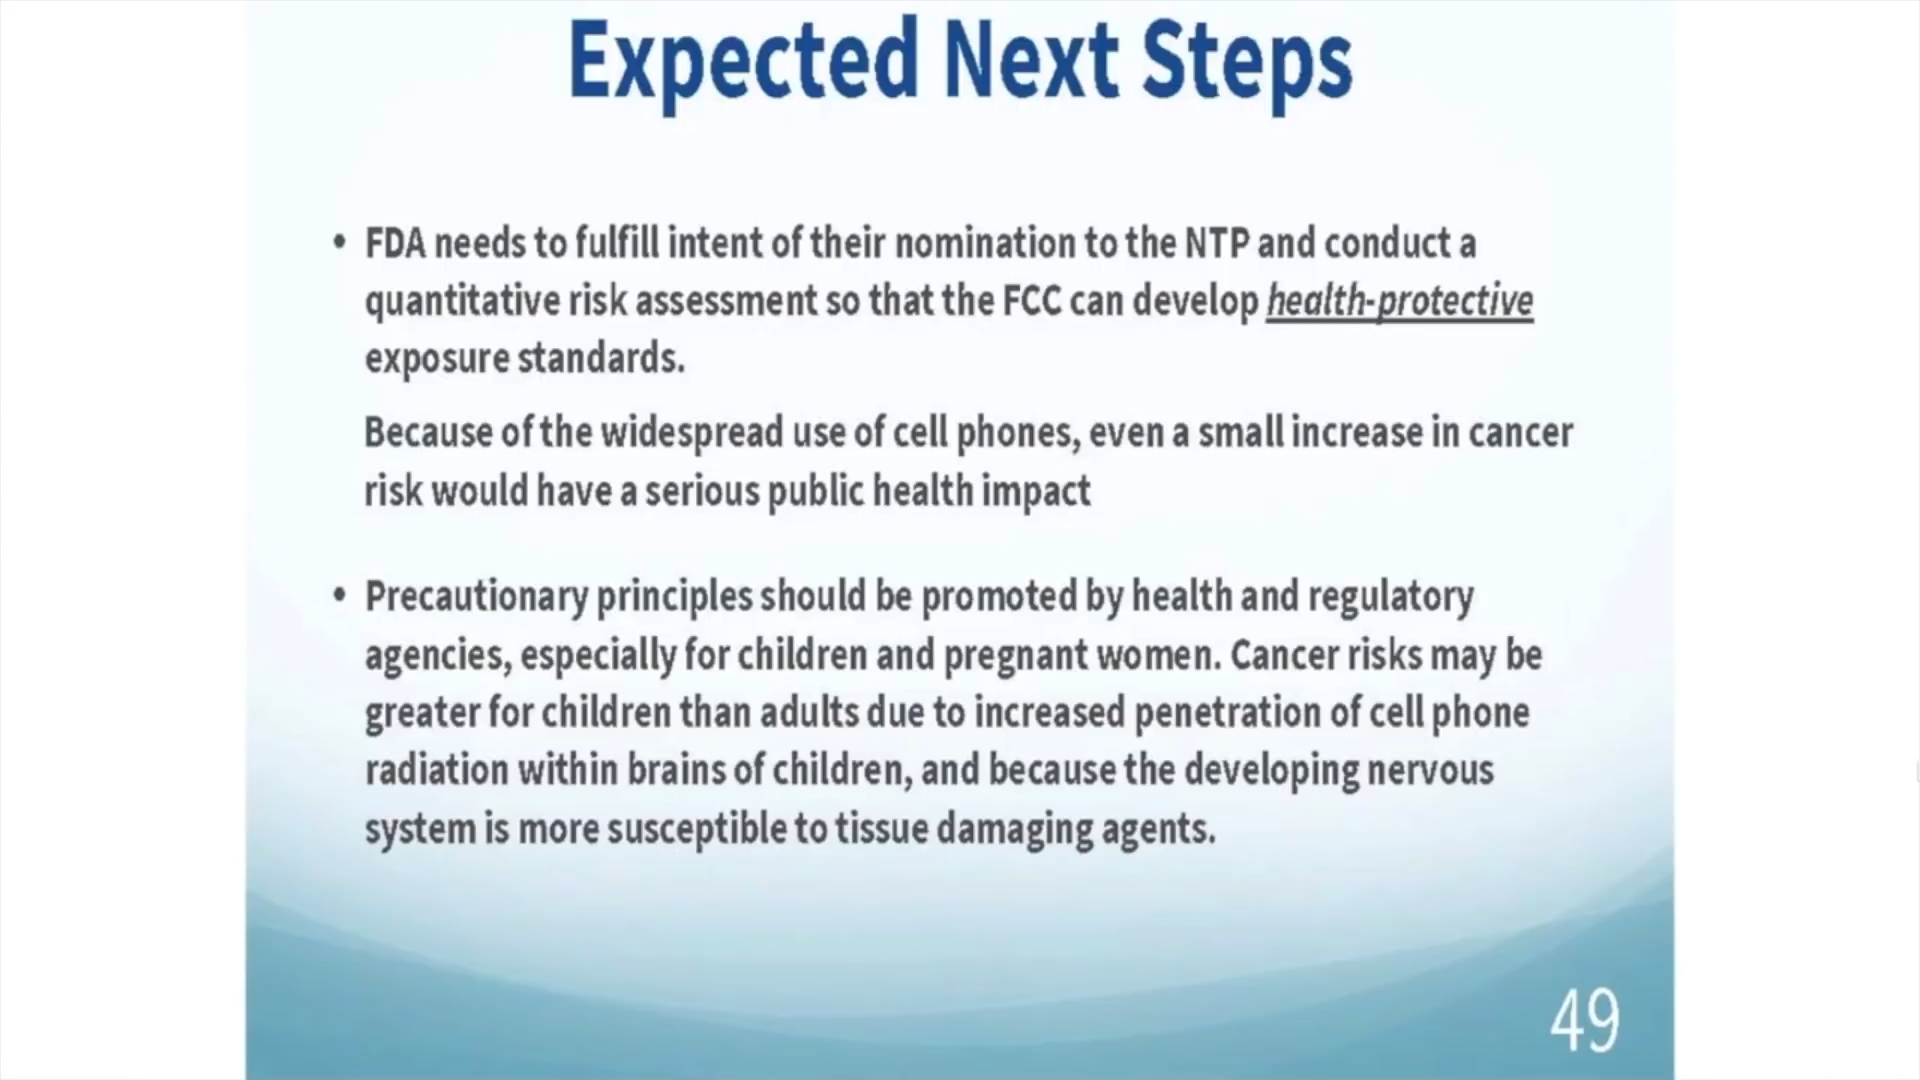 Expected Next Steps
• FDA needs to fulfill intent of their nomination to the NTP and conduct a
quantitative risk assessment so that the FCC can develop health-protective
exposure standards.
Because of the widespread use of cell phones, even a small increase in cancer
risk would have a serious public health impact
• Precautionary principles should be promoted by health and regulatory
agencies, especially for children and pregnant women. Cancer risks may be
greater for children than adults due to increased penetration of cell phone
radiation within brains of children, and because the developing nervous
system is more susceptible to tissue damaging agents.
49